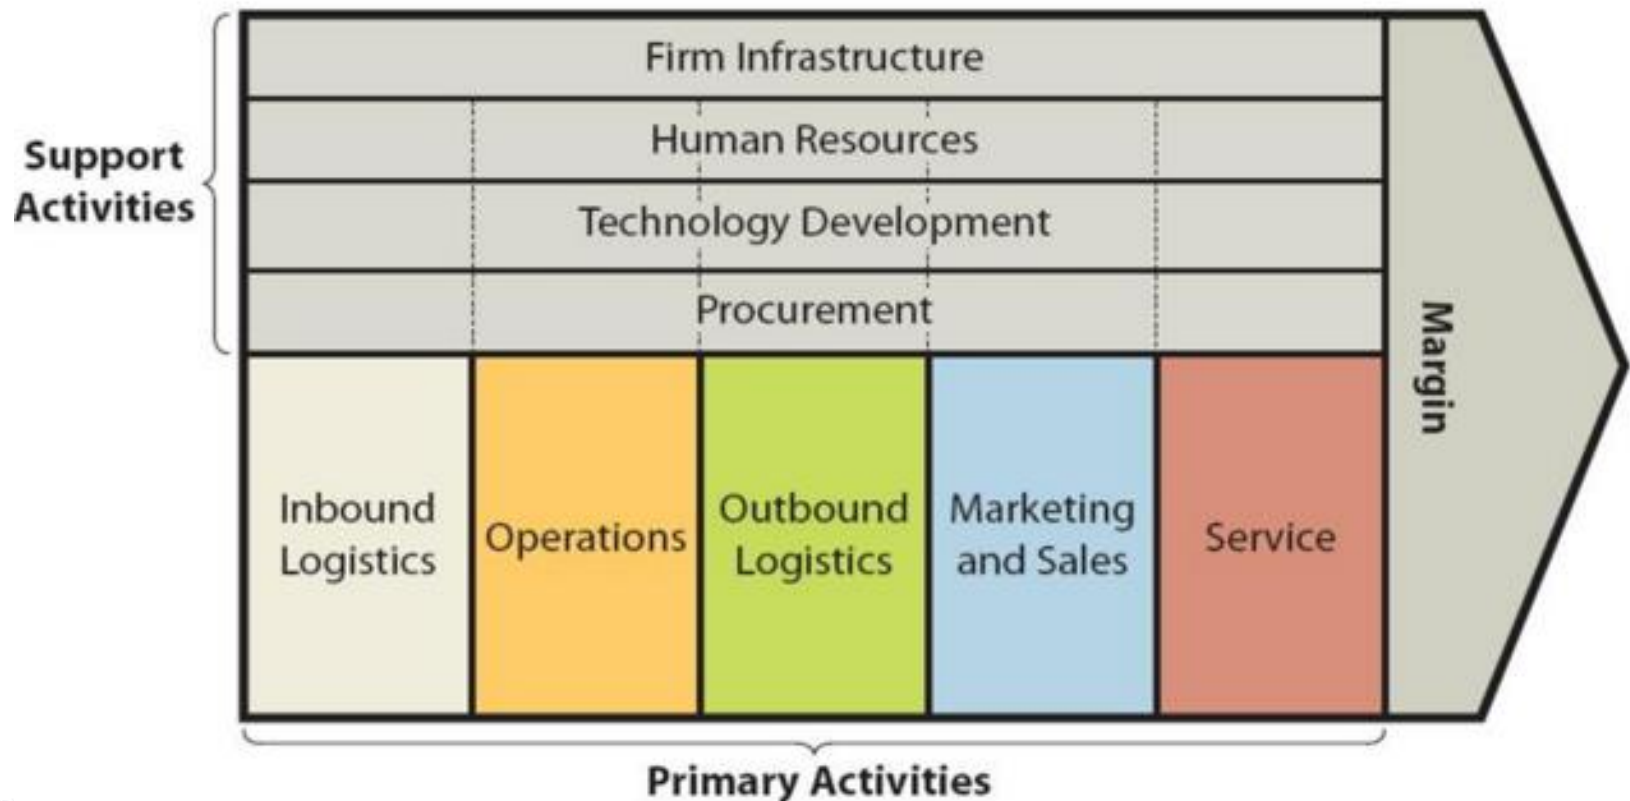 Firm Infrastructure
Human Resources
Technology Development
Procurement
Support
Activities
Inbound
Logistics
Operations
Outbound
Logistics
Marketing
and Sales
Service
Margin
Primary Activities